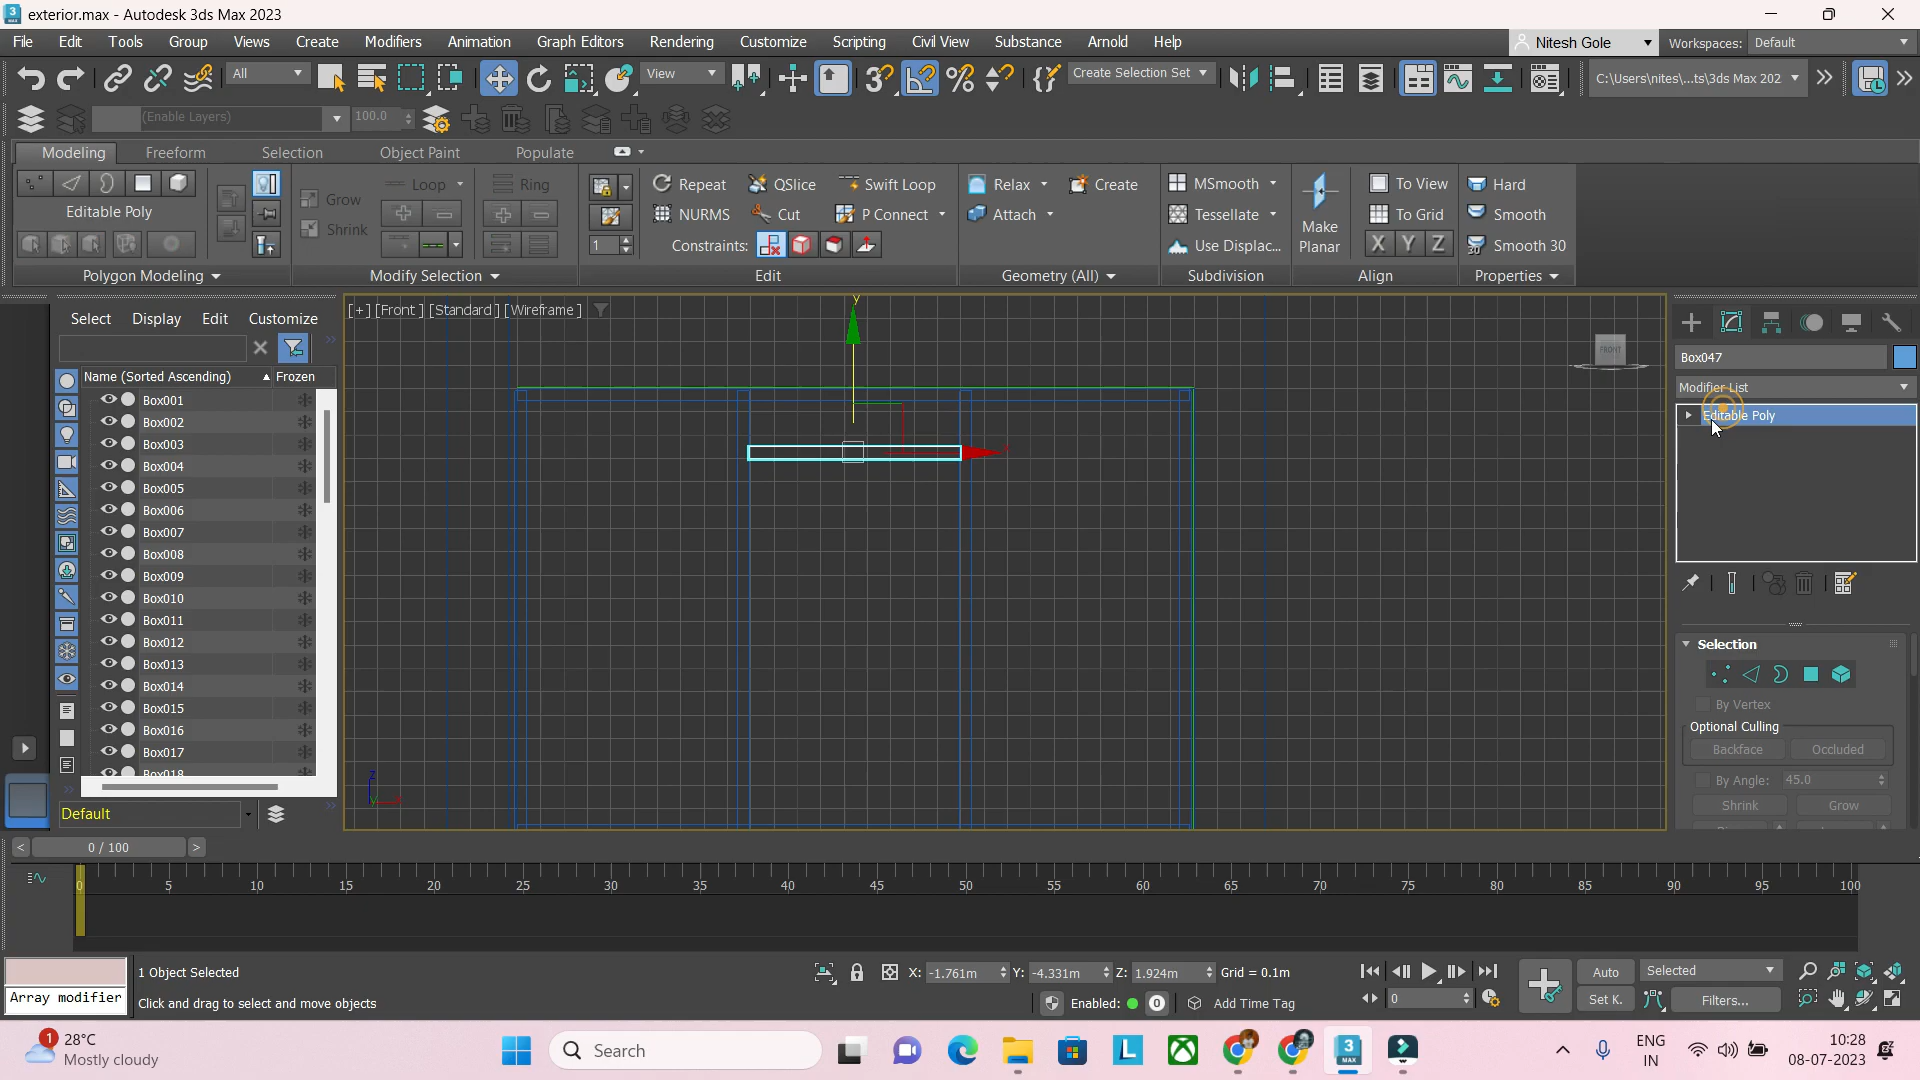 3 exterior.max - Autodesk 3ds Max 2023
File Edit Tools Group Views Create Modifiers Animation Graph Editors Rendering Customize Scripting Civil View Substance Arnold Help Nitesh Gole Workspaces: Default
All View Create Selection Set C:\Users\nites\...ts\3ds Max 202
(Enable Layers) 100.0
Modeling Freeform Selection Object Paint Populate
Grow Loop Ring Repeat QSlice Swift Loop Relax Create MSmooth To View Hard
Editable Poly Shrink NURMS Cut P Connect Attach Tessellate Make Planar To Grid Smooth
1 Constraints: Use Displac... X Y Z Smooth 30
Polygon Modeling Modify Selection Edit Geometry (All) Subdivision Align Properties
Select Display Edit Customize
[+] [Front ] [Standard ] [Wireframe ]
Name (Sorted Ascending) Frozen
Box001
Box002
Box003
Box004
Box005
Box006
Box007
Box008
Box009
Box010
Box011
Box012
Box013
Box014
Box015
Box016
Box017
Box018
Default
y
x
z
FRONT
Box047
Modifier List
Editable Poly
Selection
By Vertex
Optional Culling
Backface Occluded
By Angle: 45.0
Shrink Grow
< 0 / 100 >
0 5 10 15 20 25 30 35 40 45 50 55 60 65 70 75 80 85 90 95 100
Array modifier
1 Object Selected
Click and drag to select and move objects
X: -1.761m Y: -4.331m Z: 1.924m Grid = 0.1m
Enabled: 0 Add Time Tag
0
Auto Selected
Set K. Filters...
1 28°C
Mostly cloudy
Search
L
3
MAX
ENG
IN
10:28
08-07-2023